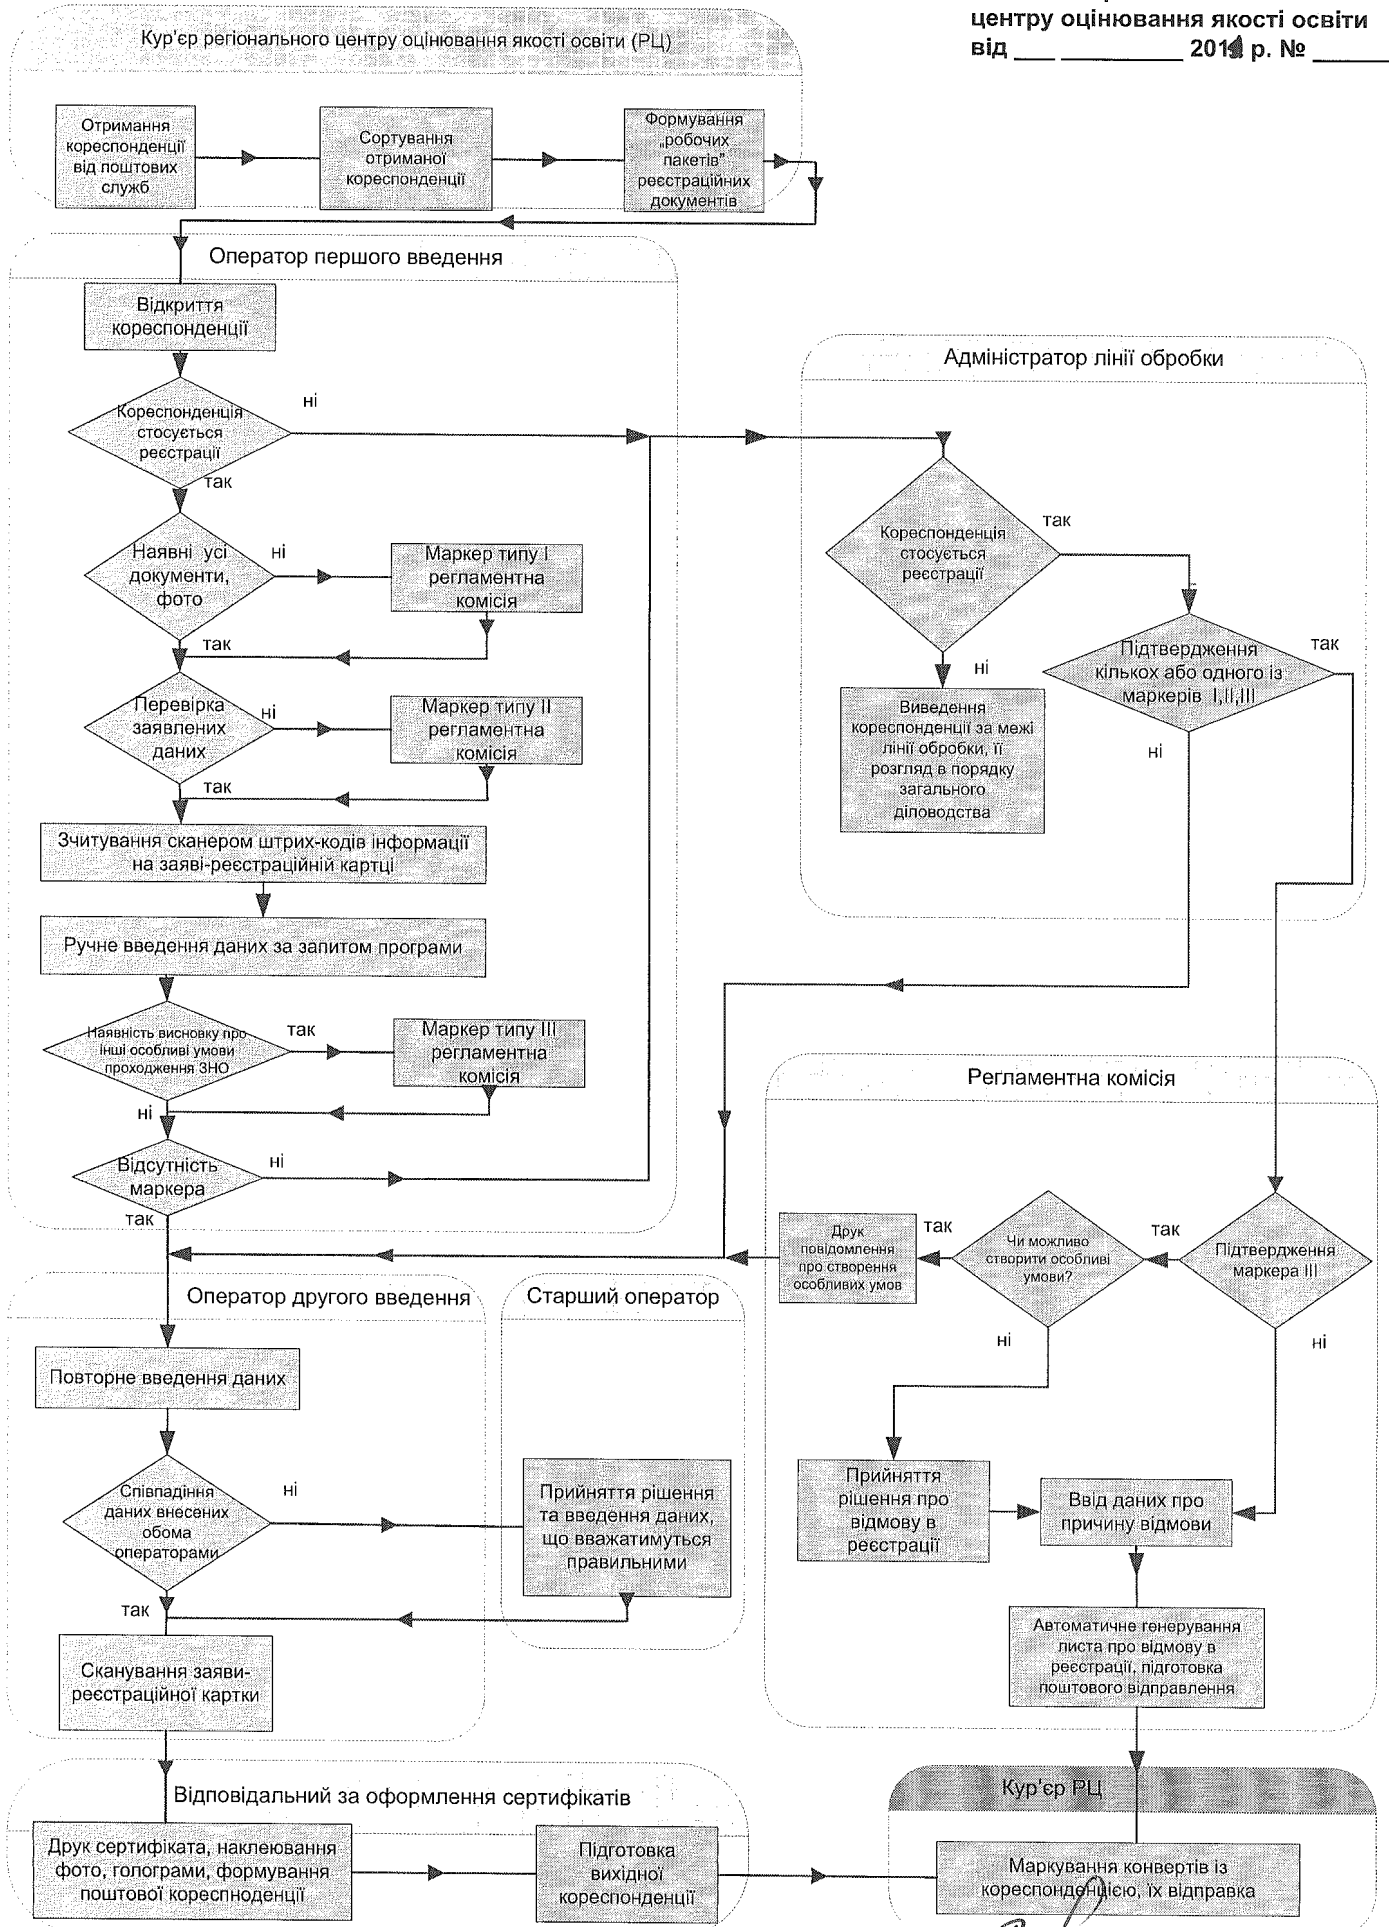 центру оцінювання якості освіти
від ___ _________ 2011 р. № ______
Кур'єр регіонального центру оцінювання якості освіти (РЦ)
Отримання
кореспонденції
від поштових
служб
Сортування
отриманої
кореспонденції
Формування
„робочих
пакетів”
реєстраційних
документів
Оператор першого введення
Відкриття
кореспонденції
Кореспонденція
стосується
реєстрації
ні
так
Наявні усі
документи,
фото
ні
Маркер типу I
регламентна
комісія
так
Перевірка
заявлених
даних
ні
Маркер типу II
регламентна
комісія
так
Зчитування сканером штрих-кодів інформації
на заяві-реєстраційній картці
Ручне введення даних за запитом програми
Наявність висновку про
інші особливі умови
проходження ЗНО
так
Маркер типу III
регламентна
комісія
ні
Відсутність
маркера
ні
так
Адміністратор лінії обробки
Кореспонденція
стосується
реєстрації
так
ні
Виведення
кореспонденції за межі
лінії обробки, її
розгляд в порядку
загального
діловодства
Підтвердження
кількох або одного із
маркерів I,II,III
так
ні
Регламентна комісія
Підтвердження
маркера III
так
ні
Чи можливо
створити особливі
умови?
так
ні
Друк
повідомлення
про створення
особливих умов
Прийняття
рішення про
відмову в
реєстрації
Ввід даних про
причину відмови
Автоматичне генерування
листа про відмову в
реєстрації, підготовка
поштового відправлення
Оператор другого введення
Повторне введення даних
Співпадіння
даних внесених
обома
операторами
ні
так
Сканування заяви-
реєстраційної картки
Старший оператор
Прийняття рішення
та введення даних,
що вважатимуться
правильними
Відповідальний за оформлення сертифікатів
Друк сертифіката, наклеювання
фото, голограми, формування
поштової кореспноденції
Підготовка
вихідної
кореспонденції
Кур'єр РЦ
Маркування конвертів із
кореспонденцією, їх відправка